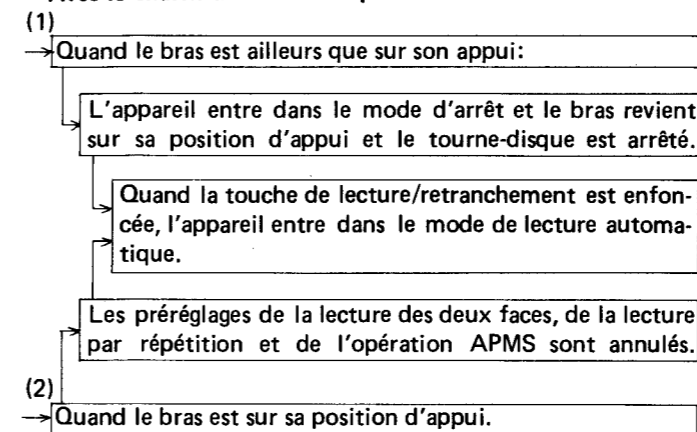 (1)
Quand le bras est ailleurs que sur son appui:
L'appareil entre dans le mode d'arrêt et le bras revient
sur sa position d'appui et le tourne-disque est arrêté.
Quand la touche de lecture/retranchement est enfon-
cée, l'appareil entre dans le mode de lecture automa-
tique.
Les préréglages de la lecture des deux faces, de la lecture
par répétition et de l'opération APMS sont annulés.
(2)
Quand le bras est sur sa position d'appui.